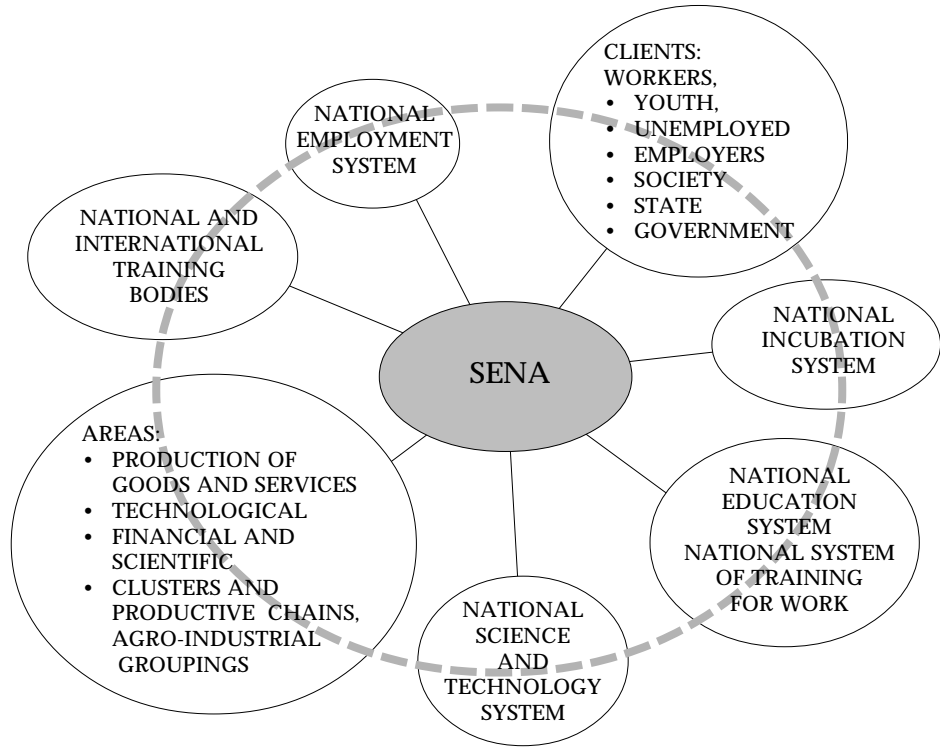 CLIENTS:
WORKERS,
• YOUTH,
• UNEMPLOYED
• EMPLOYERS
• SOCIETY
• STATE
• GOVERNMENT
NATIONAL
EMPLOYMENT
SYSTEM
NATIONAL AND
INTERNATIONAL
TRAINING
BODIES
NATIONAL
INCUBATION
SYSTEM
SENA
AREAS:
• PRODUCTION OF
GOODS AND SERVICES
• TECHNOLOGICAL
• FINANCIAL AND
SCIENTIFIC
• CLUSTERS AND
PRODUCTIVE CHAINS,
AGRO-INDUSTRIAL
GROUPINGS
NATIONAL
EDUCATION
SYSTEM
NATIONAL SYSTEM
OF TRAINING
FOR WORK
NATIONAL
SCIENCE
AND
TECHNOLOGY
SYSTEM